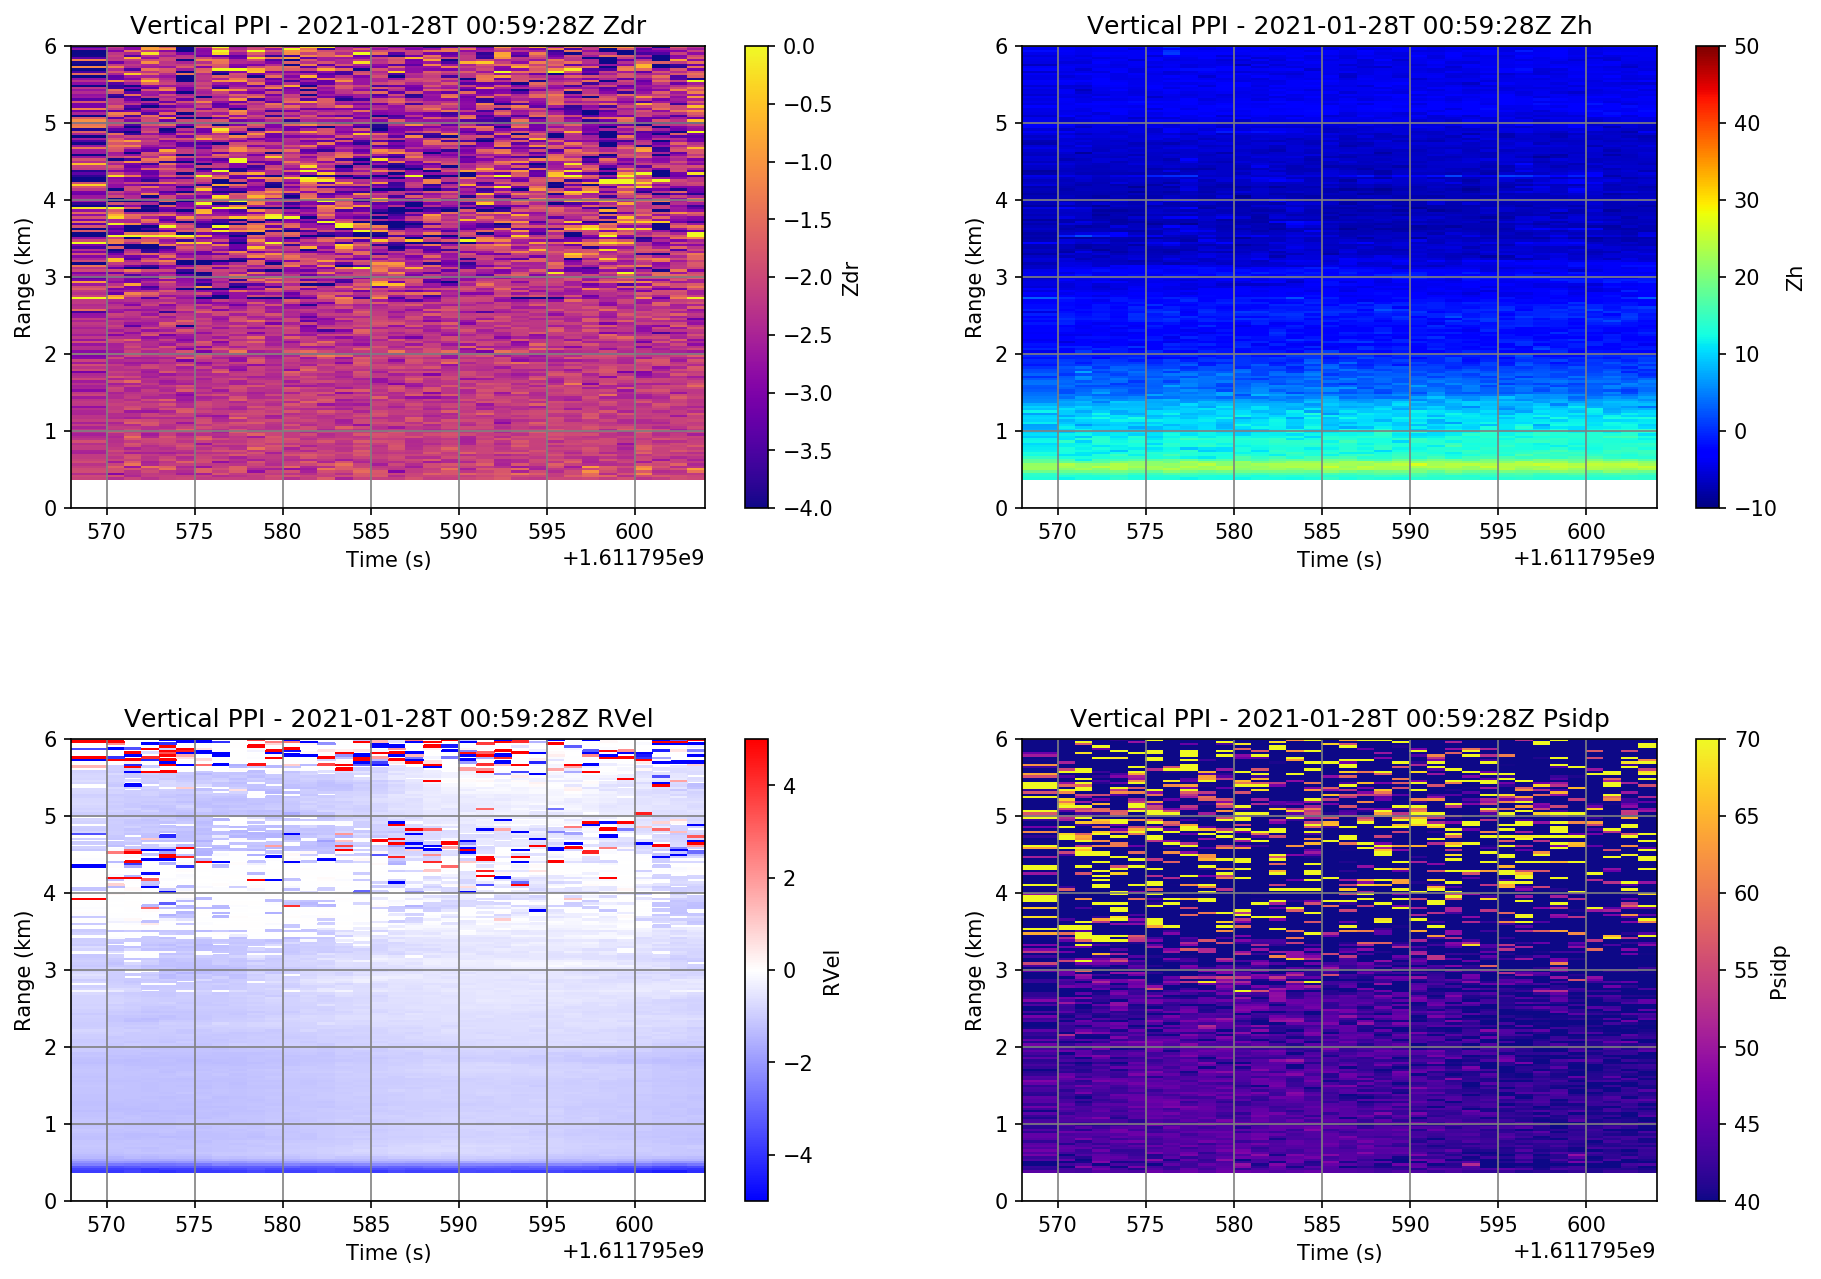 Vertical PPI - 2021-01-28T 00:59:28Z Zdr
6
5
4
3
2
1
0
Range (km)
570 575 580 585 590 595 600
Time (s)
+1.611795e9
0.0
−0.5
−1.0
−1.5
−2.0
−2.5
−3.0
−3.5
−4.0
Zdr
Vertical PPI - 2021-01-28T 00:59:28Z Zh
6
5
4
3
2
1
0
Range (km)
570 575 580 585 590 595 600
Time (s)
+1.611795e9
50
40
30
20
10
0
−10
Zh
Vertical PPI - 2021-01-28T 00:59:28Z RVel
6
5
4
3
2
1
0
Range (km)
570 575 580 585 590 595 600
Time (s)
+1.611795e9
4
2
0
−2
−4
RVel
Vertical PPI - 2021-01-28T 00:59:28Z Psidp
6
5
4
3
2
1
0
Range (km)
570 575 580 585 590 595 600
Time (s)
+1.611795e9
70
65
60
55
50
45
40
Psidp